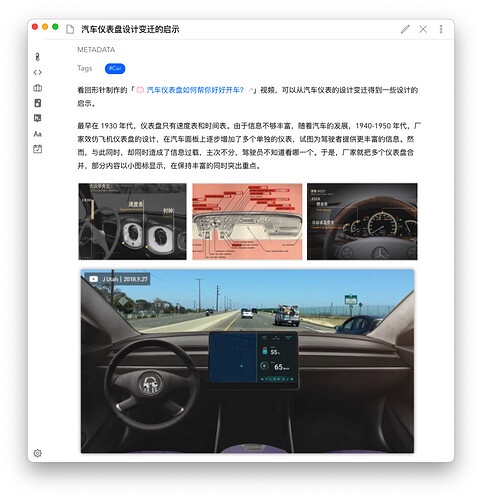 汽车仪表盘设计变迁的启示
METADATA
Tags #Car
看回形针制作的「 汽车仪表盘如何帮你好好开车? 」视频，可以从汽车仪表的设计变迁得到一些设计的
启示。
最早在 1930 年代，仪表盘只有速度表和时间表。由于信息不够丰富，随着汽车的发展，1940-1950 年代，厂
家效仿飞机仪表盘的设计，在汽车面板上逐步增加了多个单独的仪表，试图为驾驶者提供更丰富的信息。然
而，与此同时，却同时造成了信息过载，主次不分，驾驶员不知道看哪一个。于是，厂家就把多个仪表盘合
并，部分内容以小图标显示，在保持丰富的同时突出重点。
速度表
时钟
J Utah | 2018.9.27
55%
65
Aa